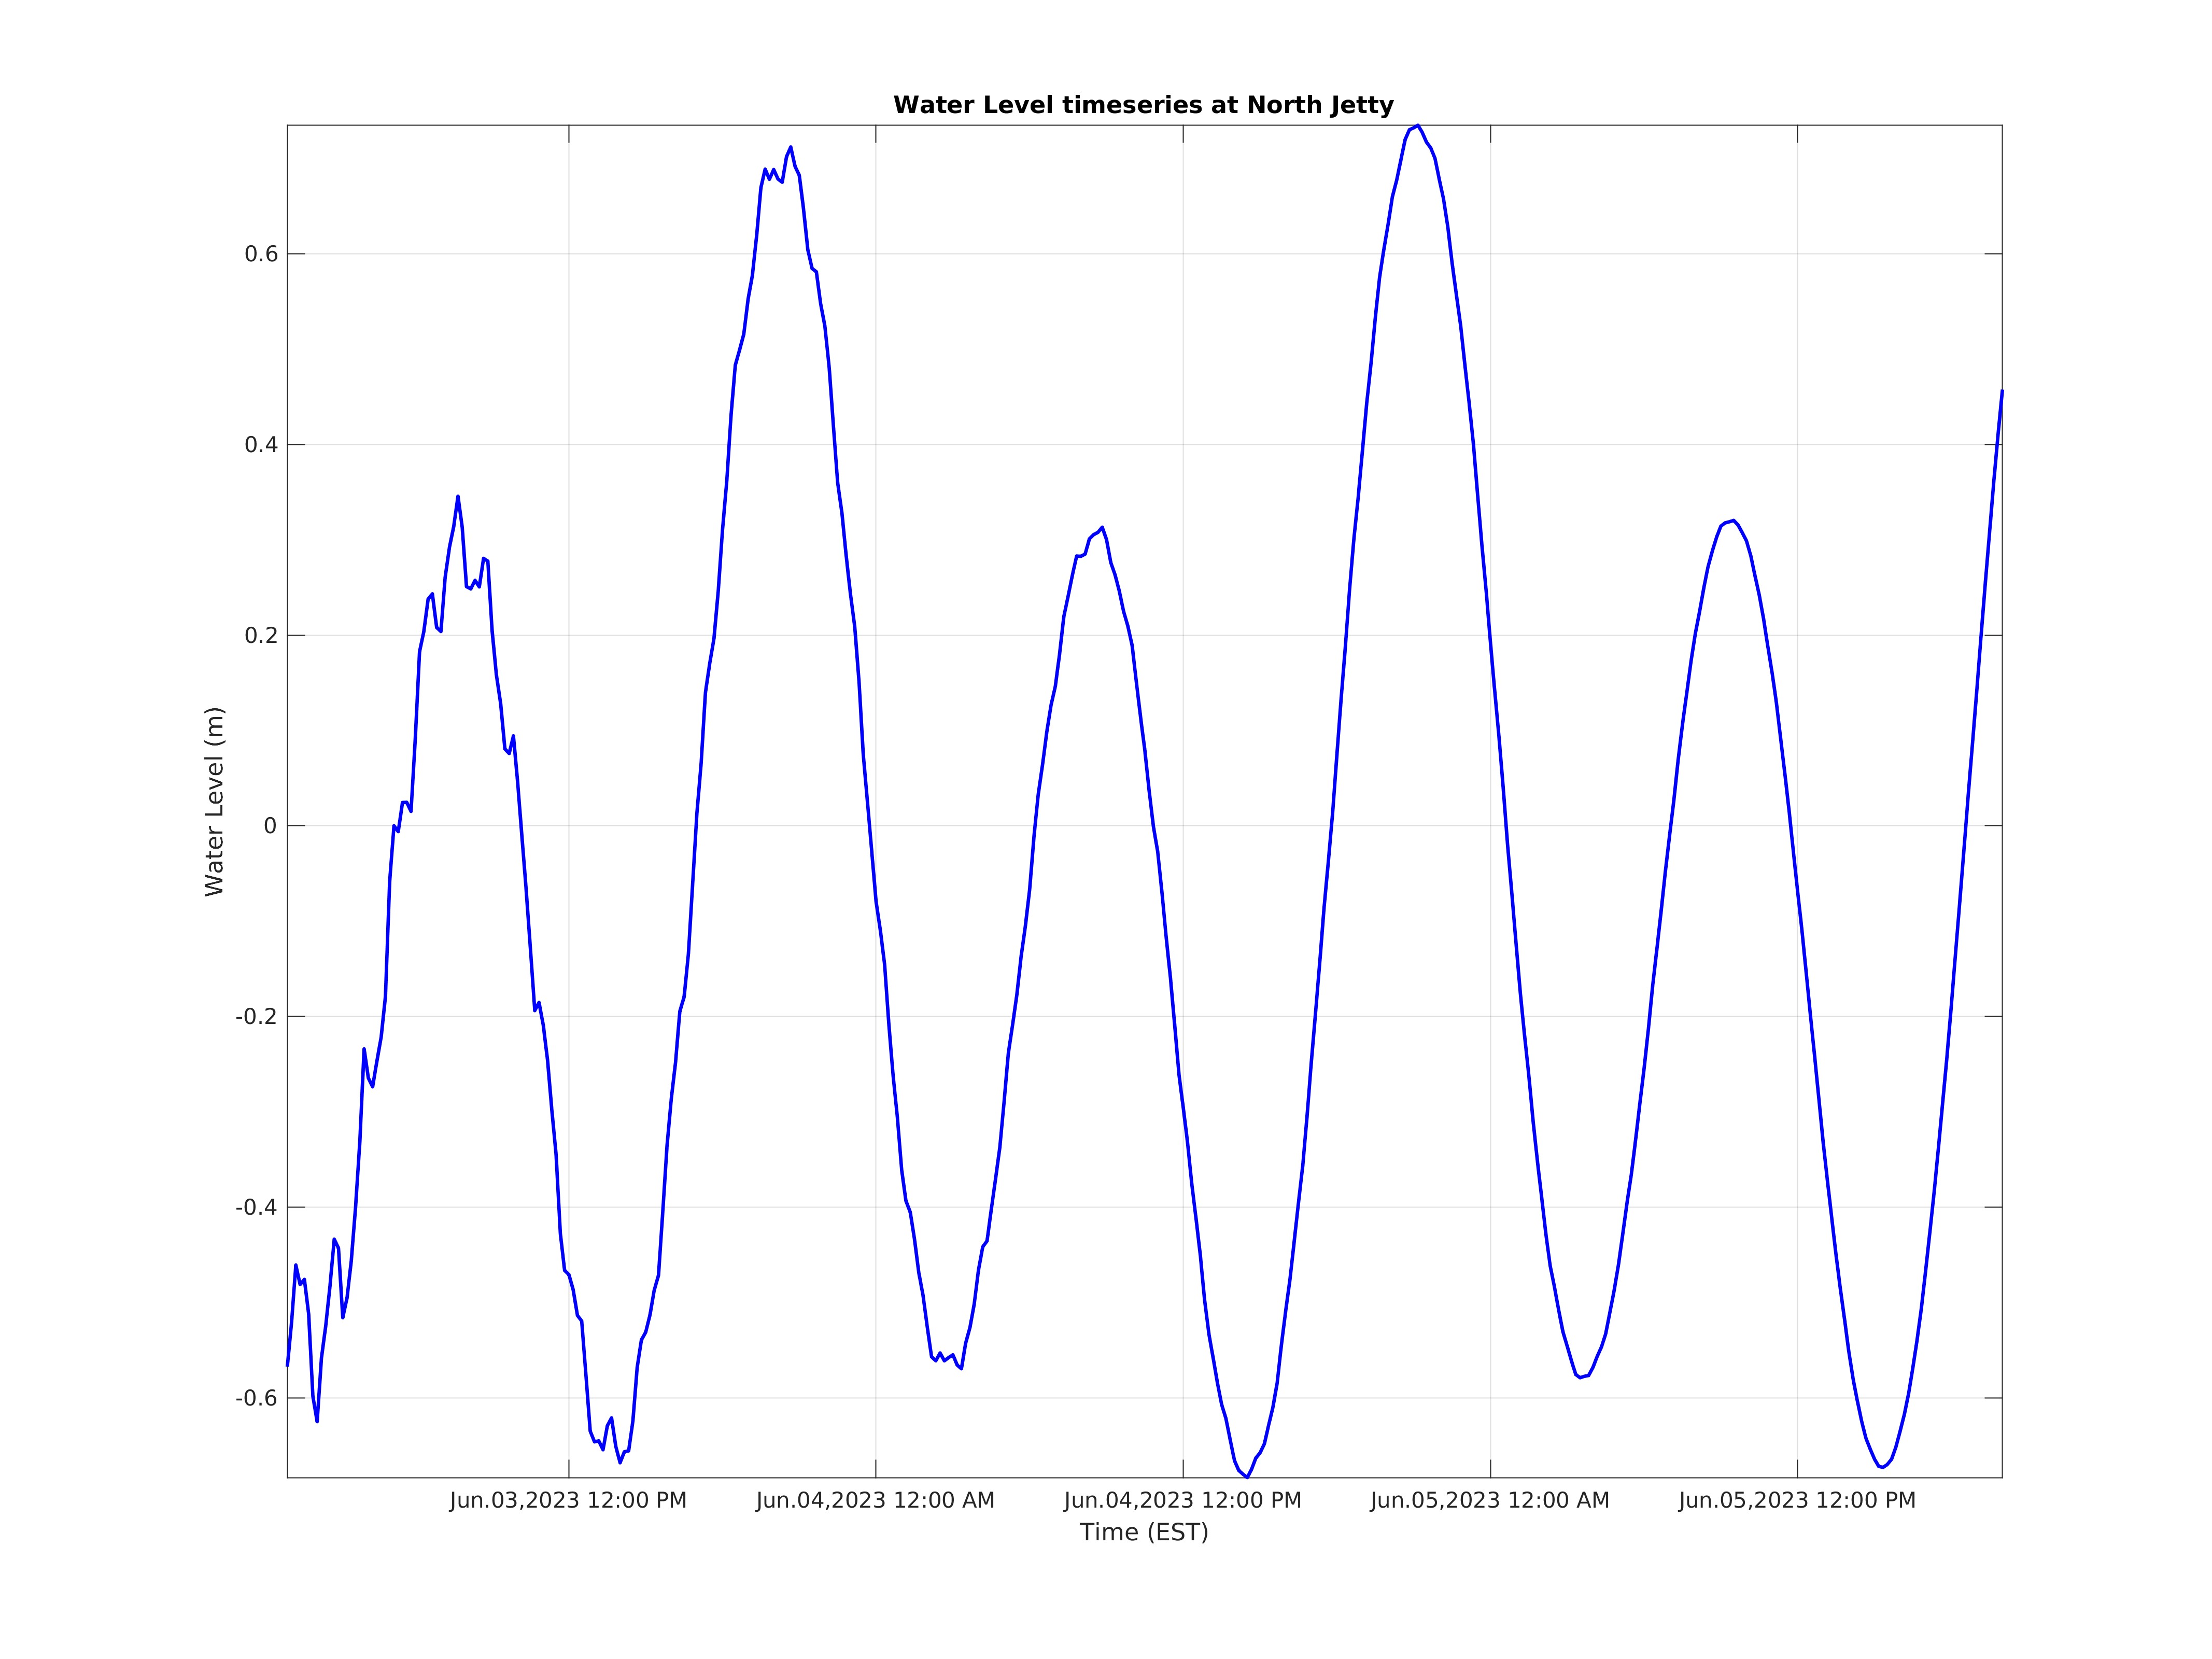 Water Level timeseries at North Jetty
0.6
0.4
0.2
0
-0.2
-0.4
-0.6
Water Level (m)
Jun.03,2023 12:00 PM
Jun.04,2023 12:00 AM
Jun.04,2023 12:00 PM
Jun.05,2023 12:00 AM
Jun.05,2023 12:00 PM
Time (EST)